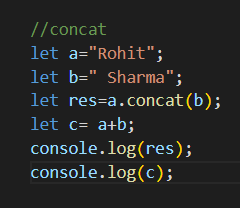 //concat
let a="Rohit";
let b=" Sharma";
let res=a.concat(b);
let c= a+b;
console.log(res);
console.log(c);